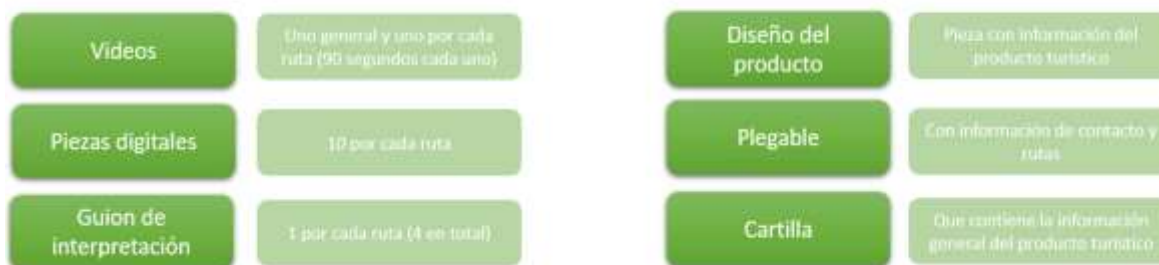 Videos
Uno general y uno por cada
ruta (90 segundos cada uno)
Piezas digitales
10 por cada ruta
Guion de
interpretación
1 por cada ruta (4 en total)
Diseño del
producto
Pieza con información del
producto turístico
Plegable
Con información de contacto y
rutas
Cartilla
Que contiene la información
general del producto turístico